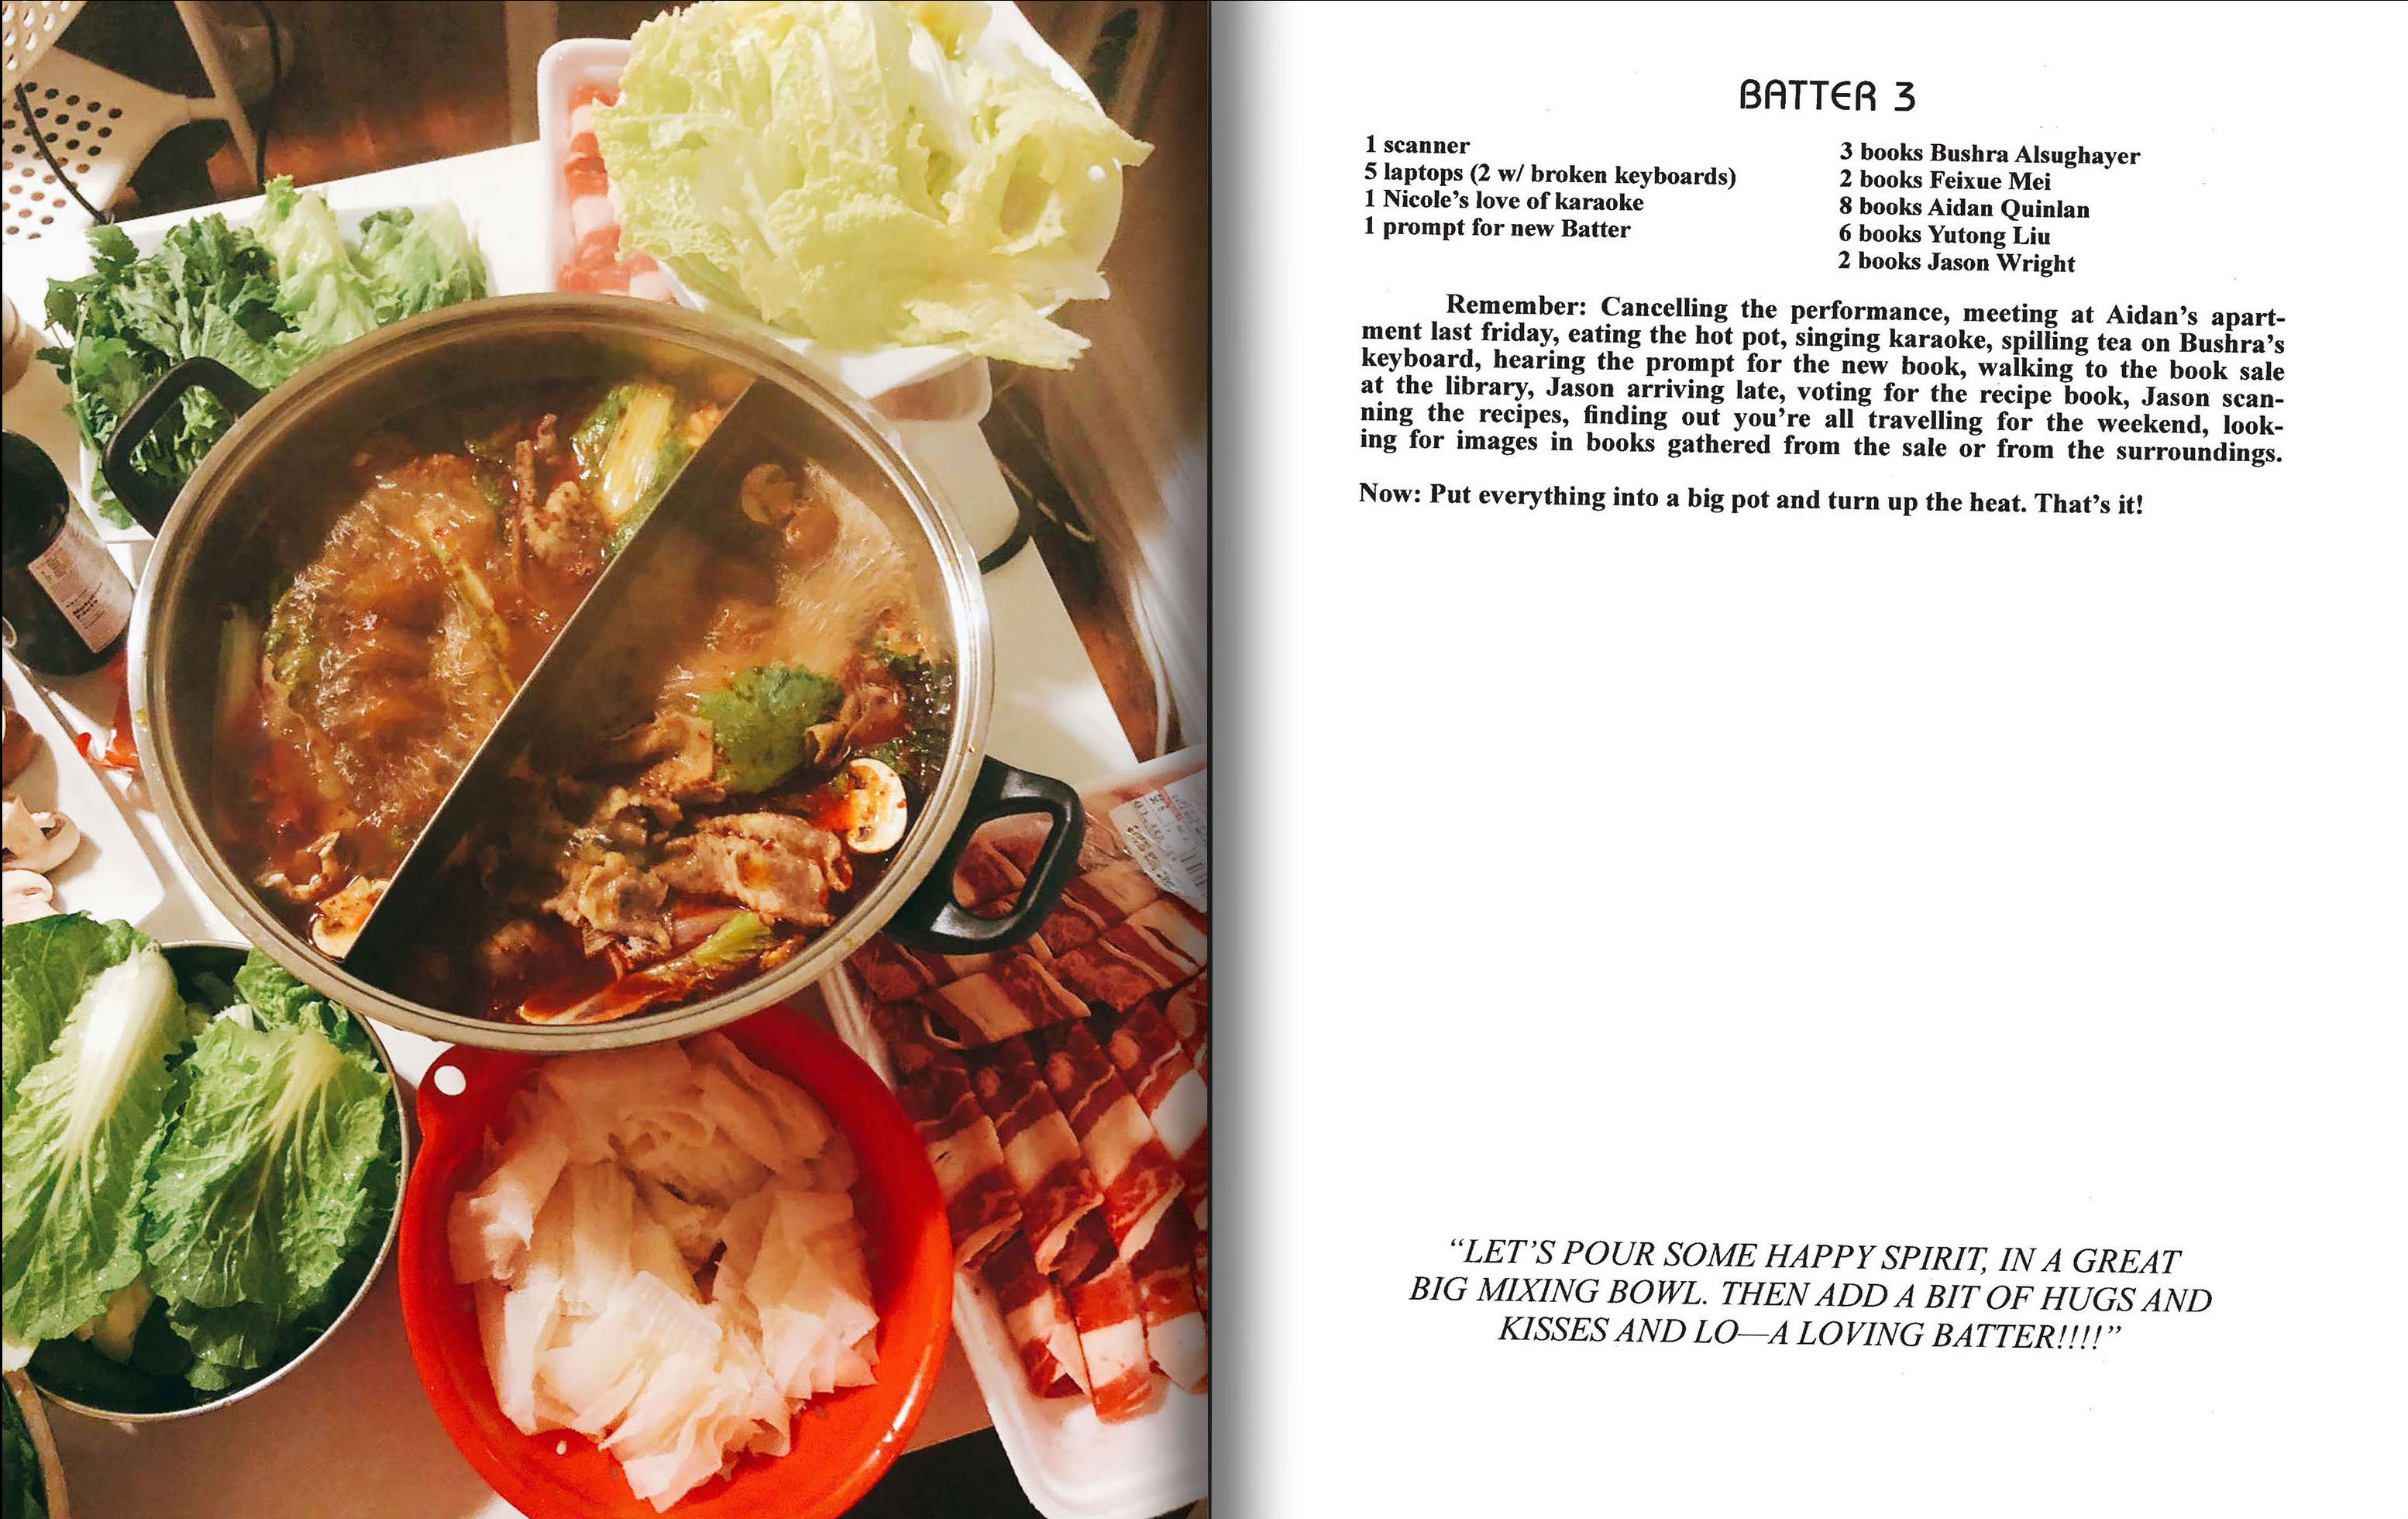 BATTER 3
1 scanner
5 laptops (2 w/ broken keyboards)
1 Nicole's love of karaoke
1 prompt for new Batter
3 books Bushra Alsughayer
2 books Feixue Mei
8 books Aidan Quinlan
6 books Yutong Liu
2 books Jason Wright
Remember: Cancelling the performance, meeting at Aidan's apart-
ment last friday, eating the hot pot, singing karaoke, spilling tea on Bushra's
keyboard, hearing the prompt for the new book, walking to the book sale
at the library, Jason arriving late, voting for the recipe book, Jason scan-
ning the recipes, finding out you're all travelling for the weekend, look-
ing for images in books gathered from the sale or from the surroundings.
Now: Put everything into a big pot and turn up the heat. That's it!
"LET'S POUR SOME HAPPY SPIRIT, IN A GREAT
BIG MIXING BOWL. THEN ADD A BIT OF HUGS AND
KISSES AND LO—A LOVING BATTER!!!!"